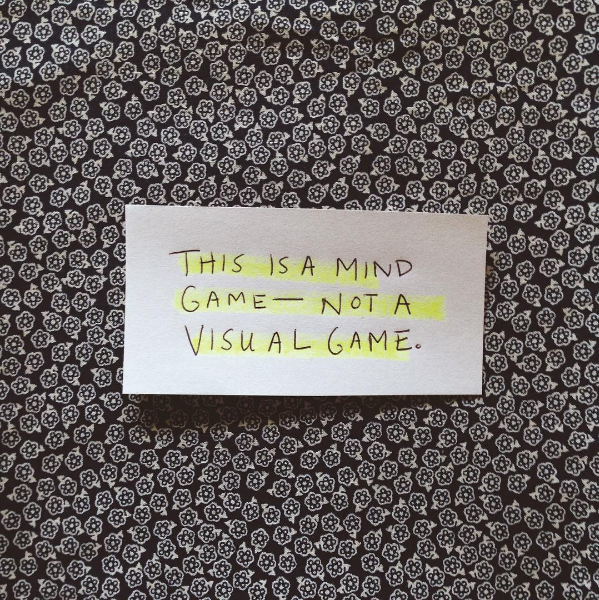 THIS IS A MIND
GAME — NOT A
VISUAL GAME.